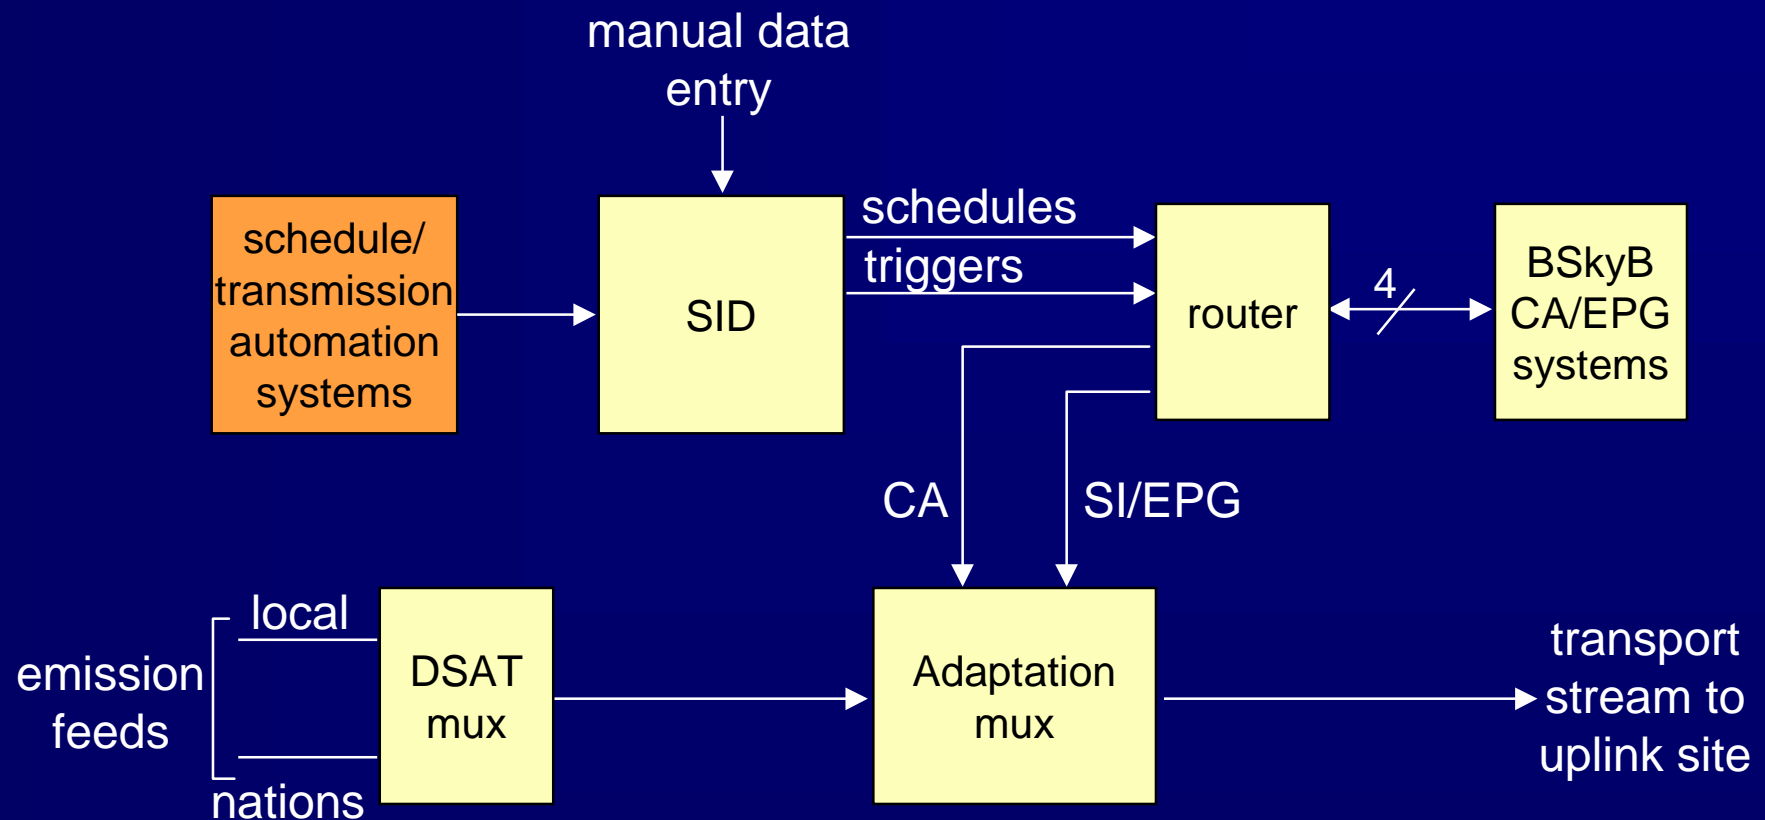 manual data
entry
schedule/
transmission
automation
systems
SID
schedules
triggers
router
4
BSkyB
CA/EPG
systems
CA
SI/EPG
emission
feeds
local
nations
DSAT
mux
Adaptation
mux
transport
stream to
uplink site